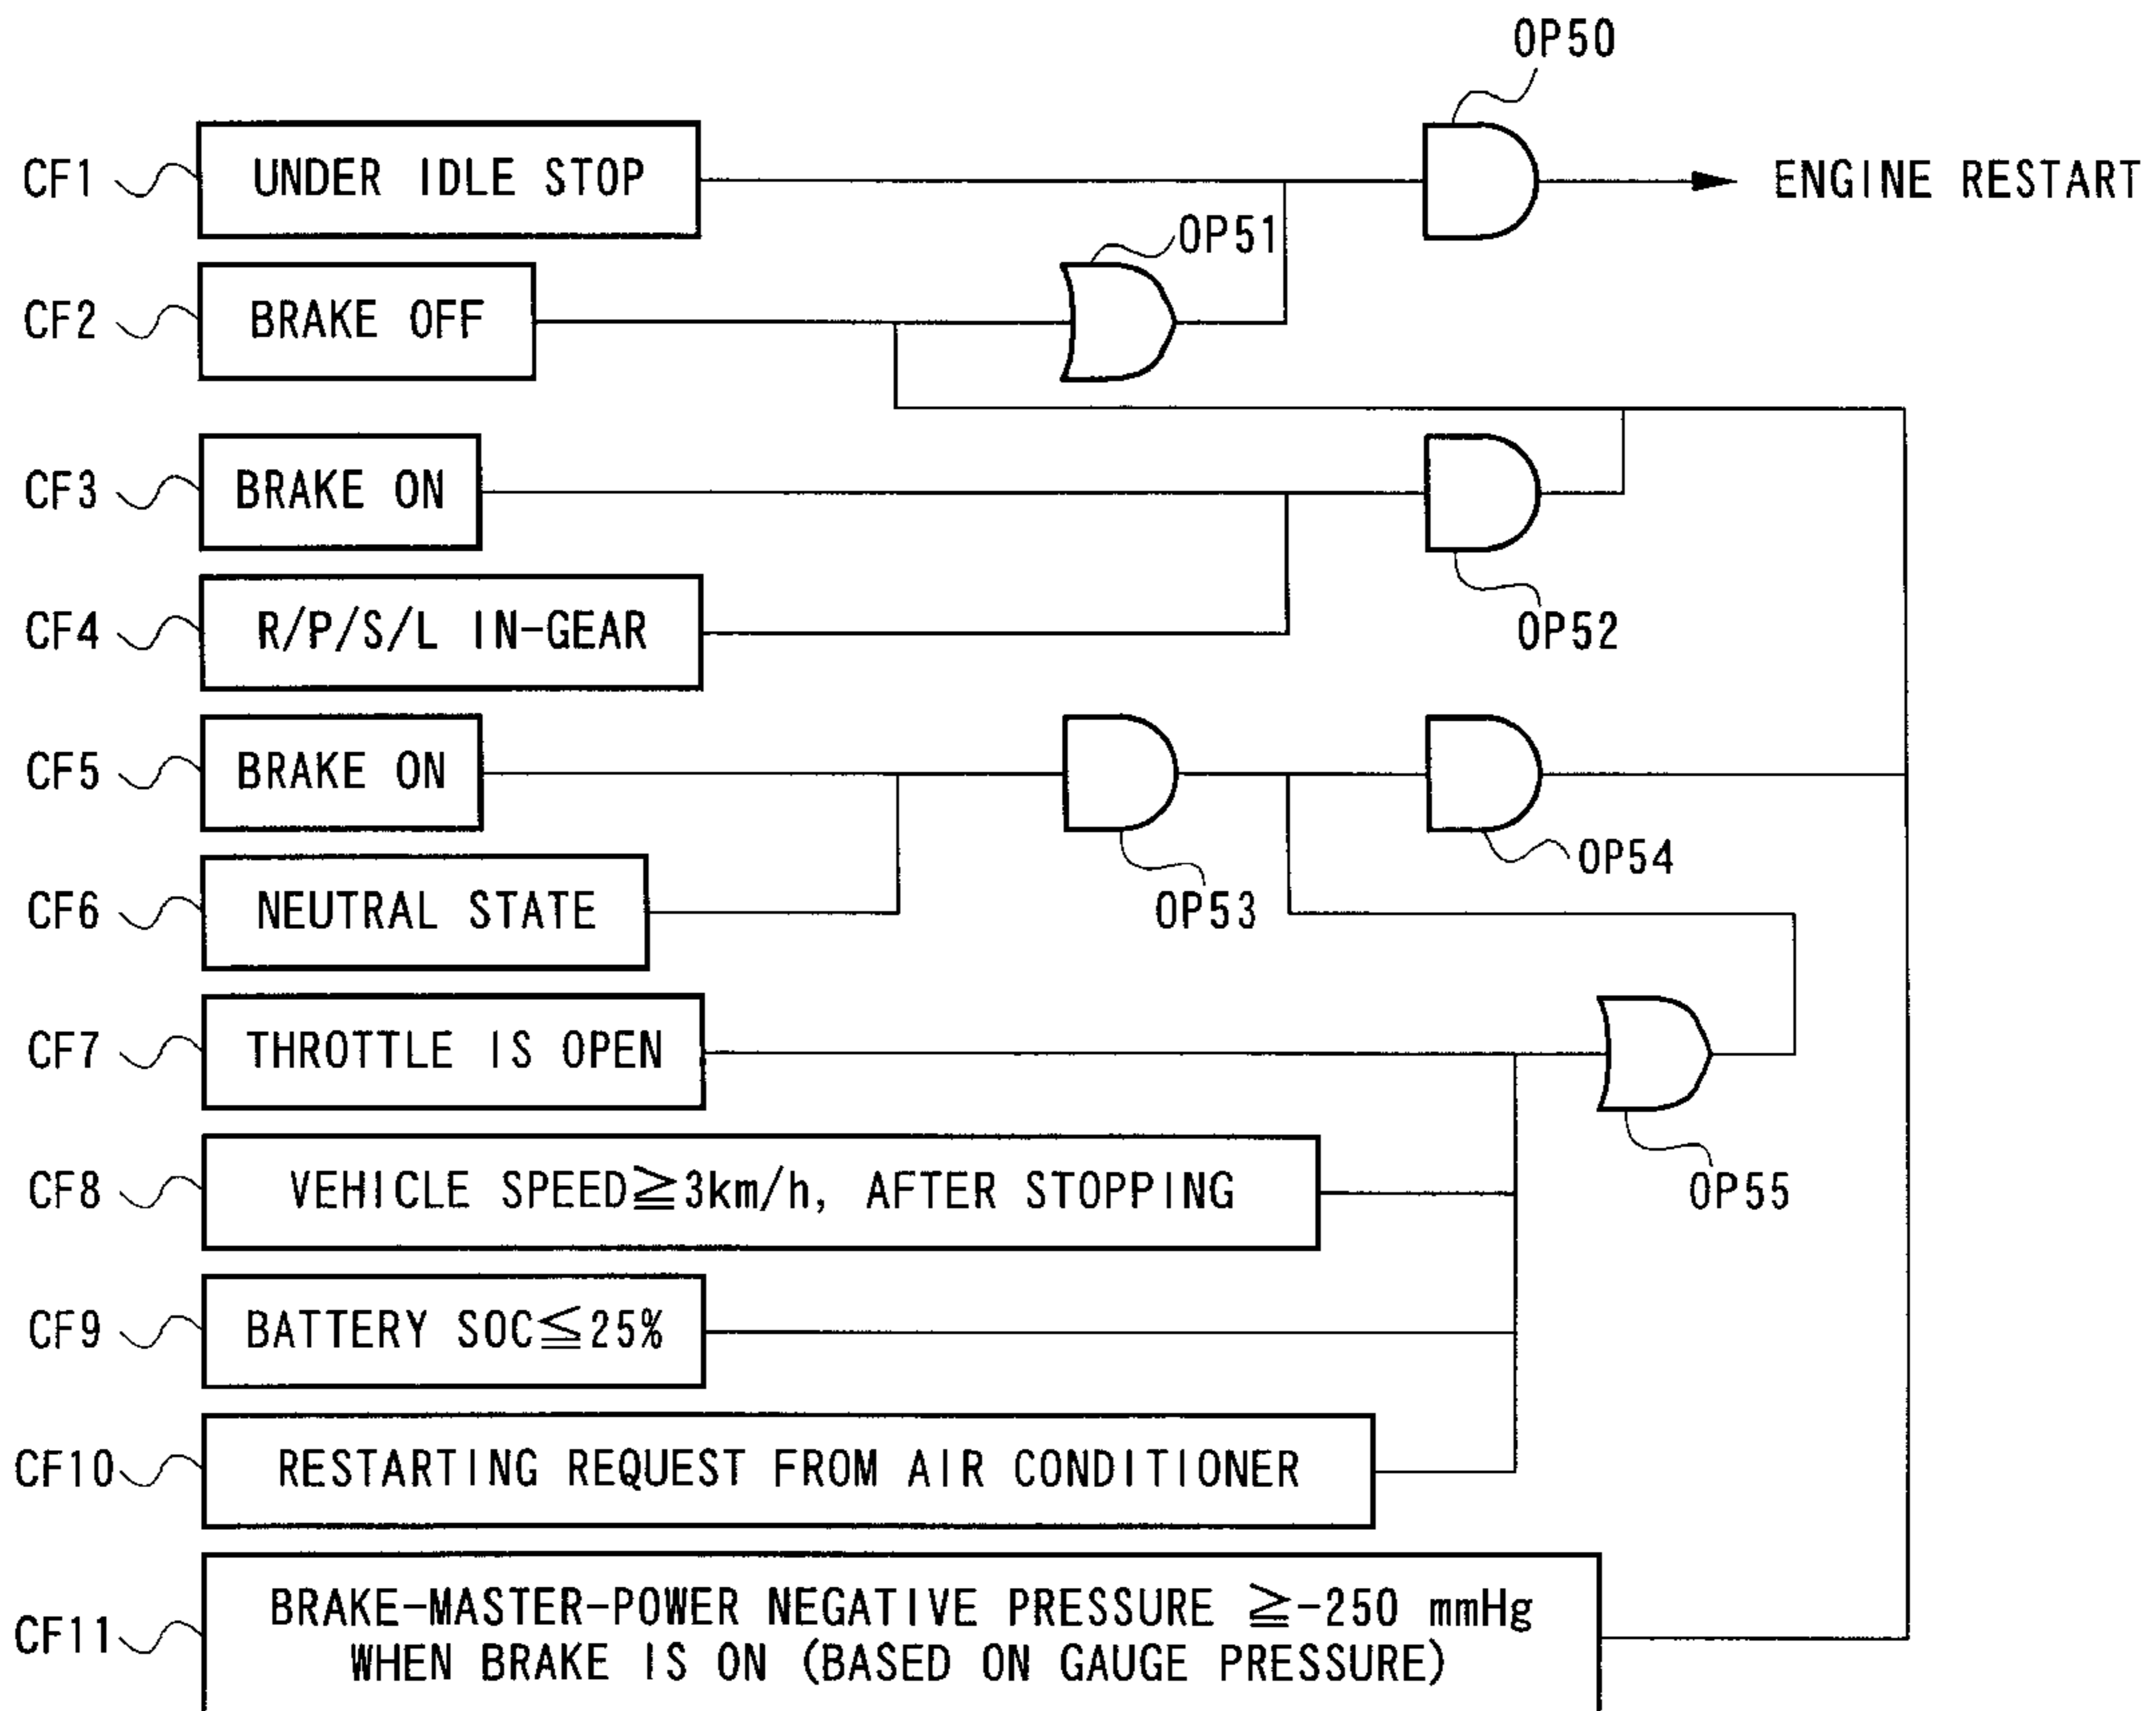 OP50
CF1
UNDER IDLE STOP
ENGINE RESTART
OP51
CF2
BRAKE OFF
CF3
BRAKE ON
CF4
R/P/S/L IN-GEAR
OP52
CF5
BRAKE ON
OP54
CF6
NEUTRAL STATE
OP53
CF7
THROTTLE IS OPEN
CF8
VEHICLE SPEED≧3km/h, AFTER STOPPING
OP55
CF9
BATTERY SOC≦25%
CF10
RESTARTING REQUEST FROM AIR CONDITIONER
CF11
BRAKE-MASTER-POWER NEGATIVE PRESSURE ≧-250 mmHg
WHEN BRAKE IS ON (BASED ON GAUGE PRESSURE)